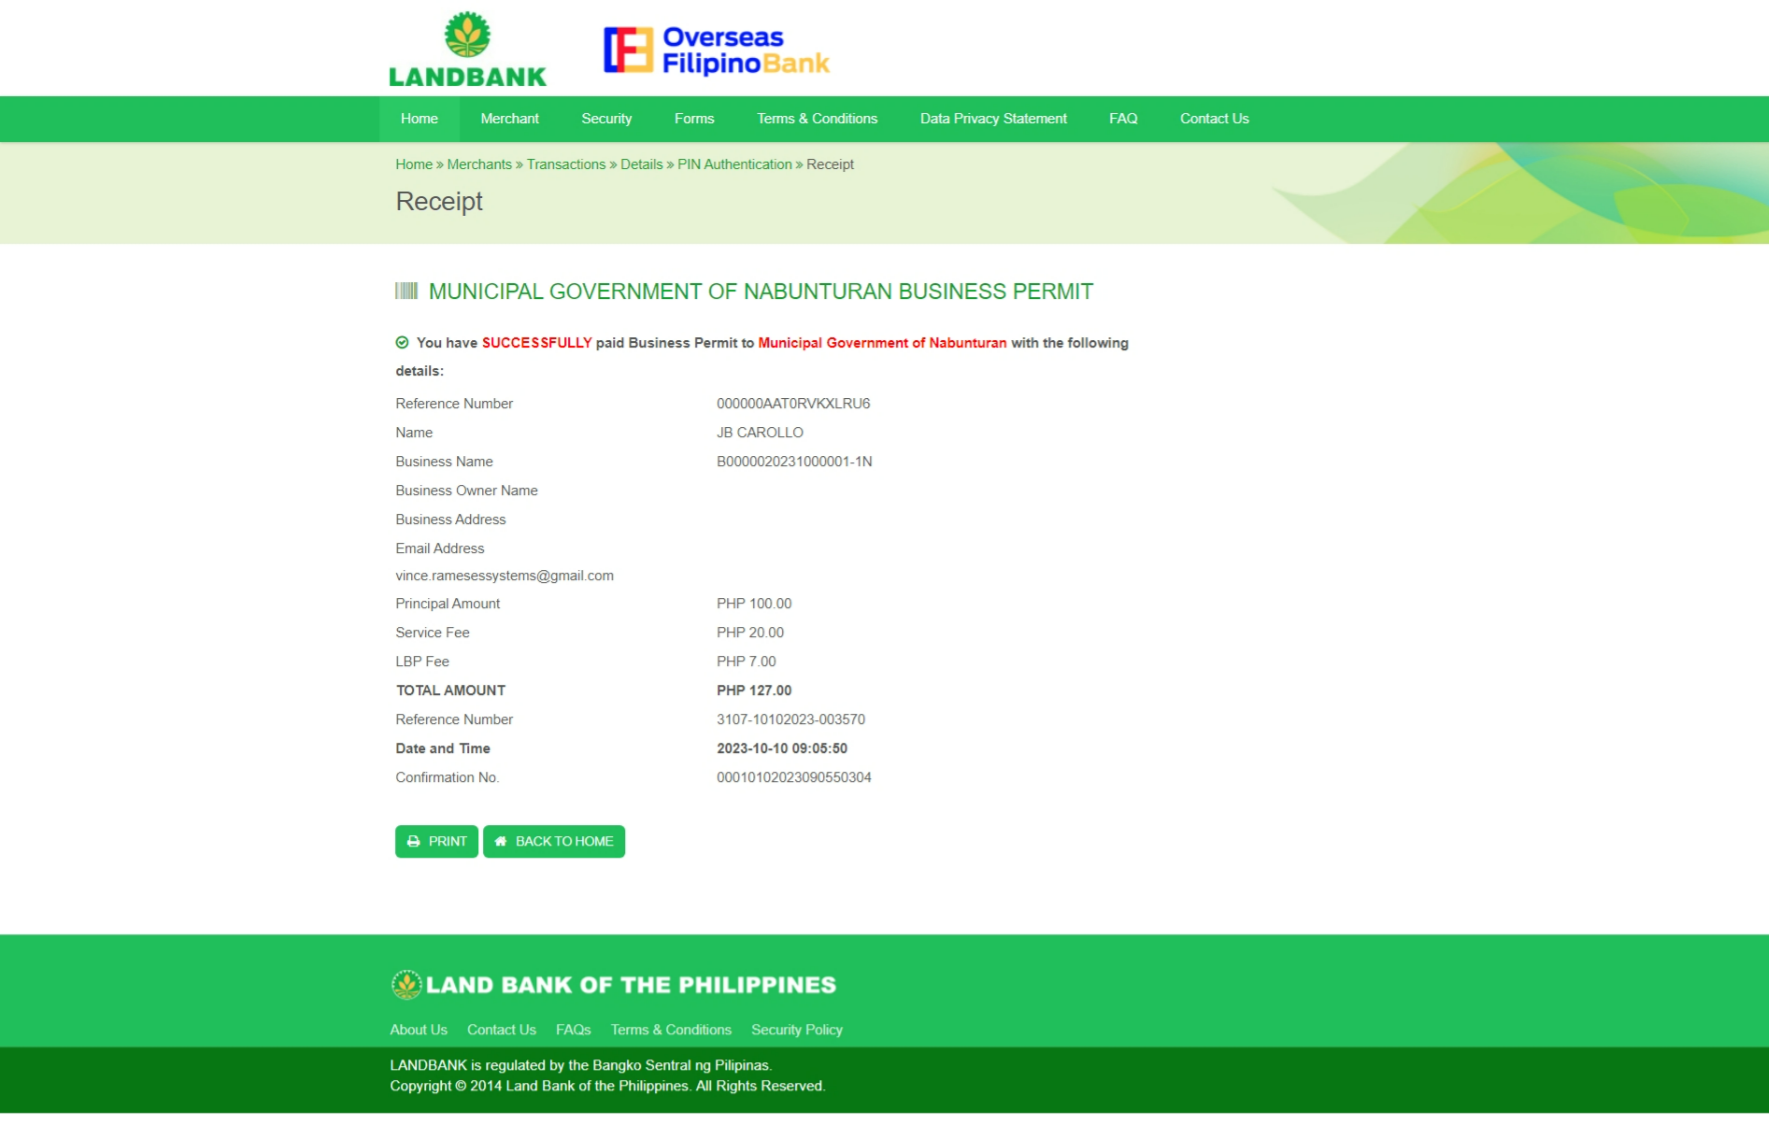 LANDBANK
Overseas
FilipinoBank
Home Merchant Security Forms Terms & Conditions Data Privacy Statement FAQ Contact Us
Home » Merchants » Transactions » Details » PIN Authentication » Receipt
Receipt
MUNICIPAL GOVERNMENT OF NABUNTURAN BUSINESS PERMIT
You have SUCCESSFULLY paid Business Permit to Municipal Government of Nabunturan with the following
details:
Reference Number 000000AAT0RVKXLRU6
Name JB CAROLLO
Business Name B0000020231000001-1N
Business Owner Name
Business Address
Email Address
vince.ramesessystems@gmail.com
Principal Amount PHP 100.00
Service Fee PHP 20.00
LBP Fee PHP 7.00
TOTAL AMOUNT PHP 127.00
Reference Number 3107-10102023-003570
Date and Time 2023-10-10 09:05:50
Confirmation No. 00010102023090550304
PRINT BACK TO HOME
LAND BANK OF THE PHILIPPINES
About Us Contact Us FAQs Terms & Conditions Security Policy
LANDBANK is regulated by the Bangko Sentral ng Pilipinas.
Copyright © 2014 Land Bank of the Philippines. All Rights Reserved.